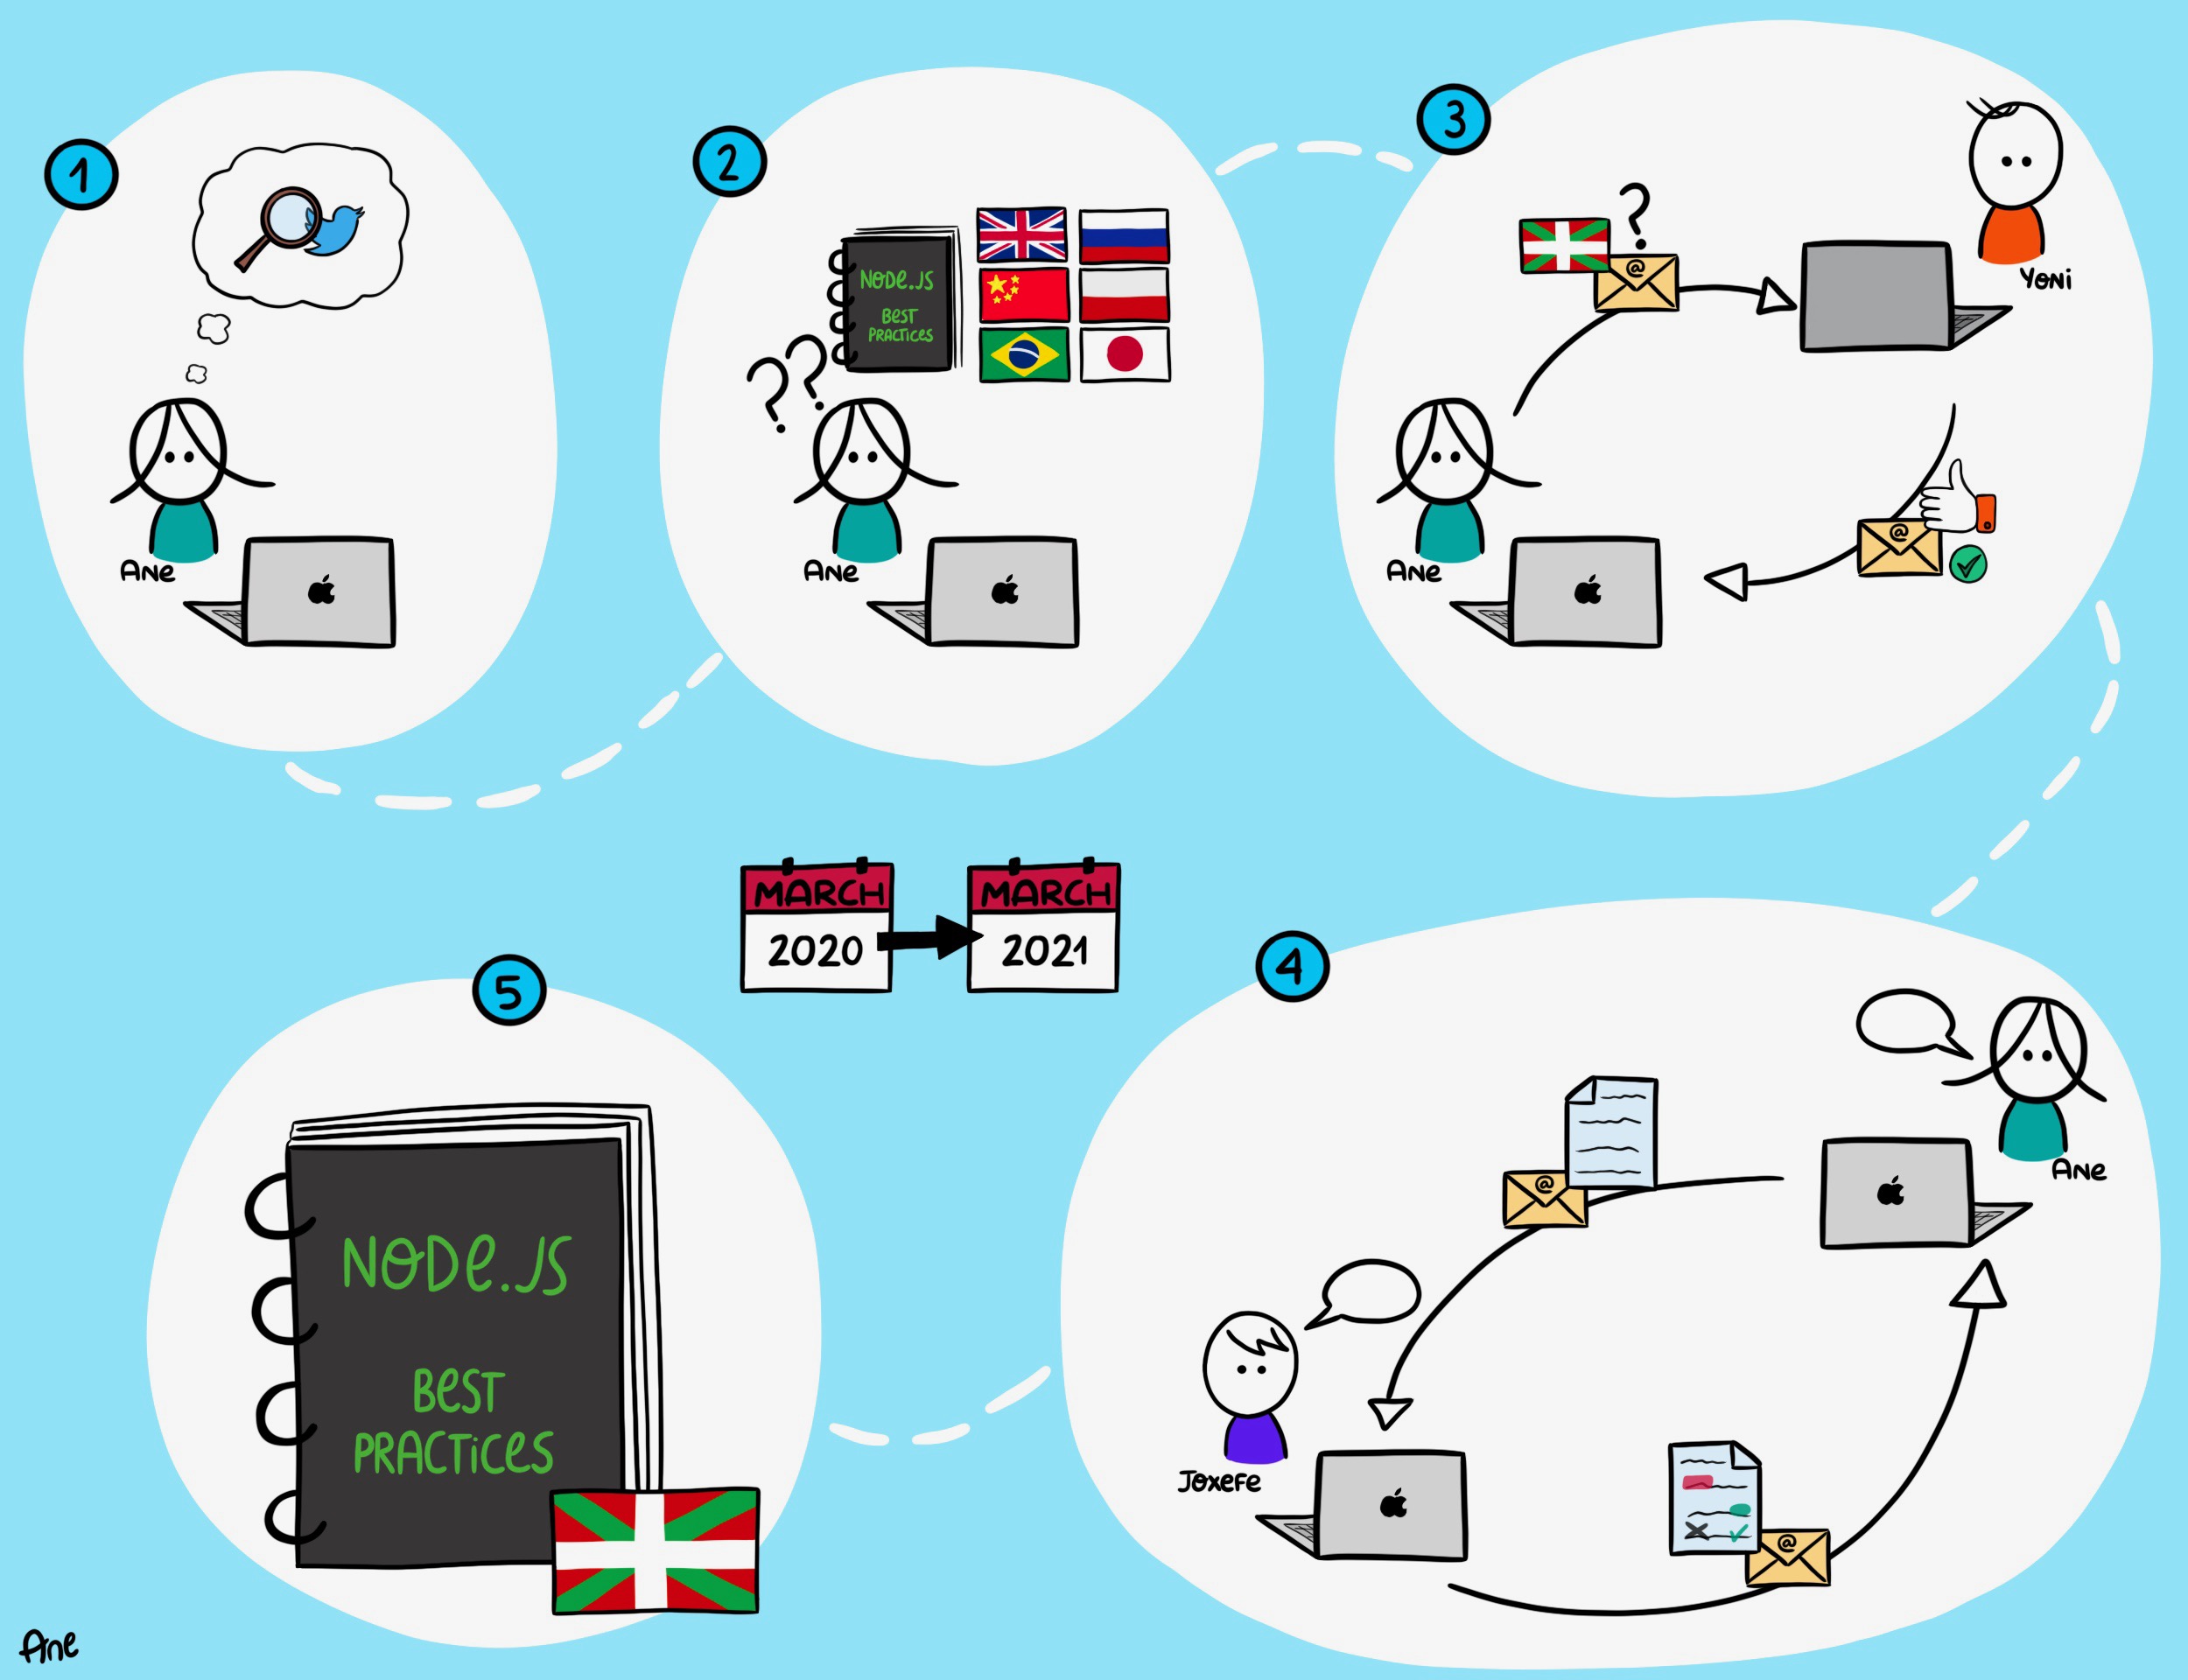 1
Ane
2
NODE.JS
BEST
PRACTICES
??
Ane
3
?
@
Yoni
Ane
@
MARCH
2020
MARCH
2021
4
Ane
@
Joxefe
@
5
NODE.JS
BEST
PRACTICES
Ane